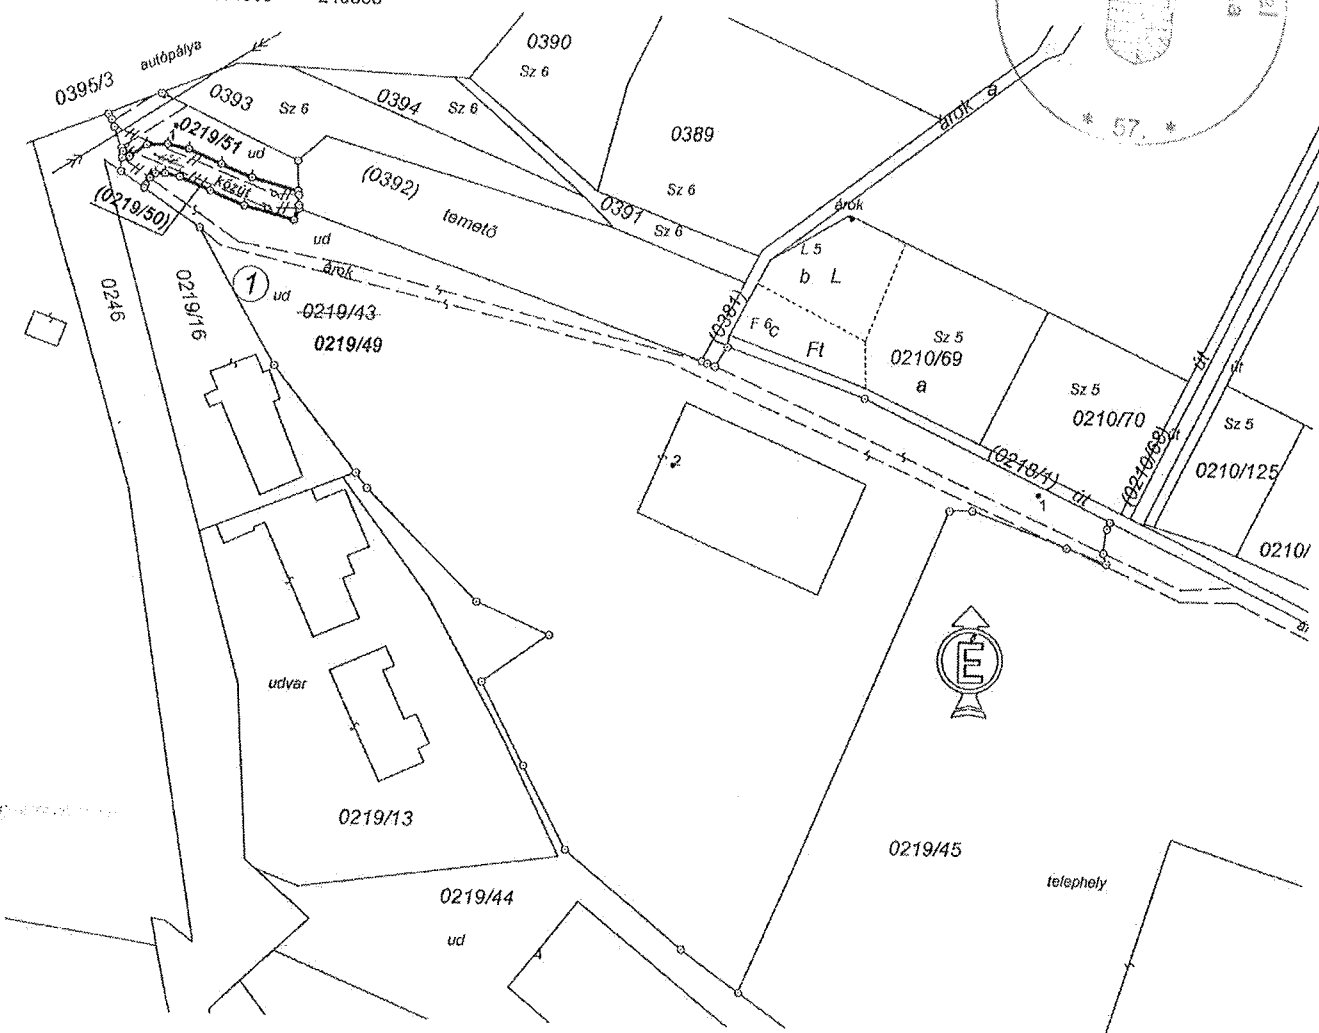 autópálya
0395/3
0390
Sz 6
0393
Sz 6
0394
Sz 6
0389
Sz 6
árok a
* 57. *
0219/51
ud
közút
(0219/50)
(0392)
temető
0391
Sz 6
árok
ud
árok
1
ud
0219/43
0219/49
0246
0219/16
L 5
b L
(0381)
F 6
c
Ft
Sz 5
0210/69
a
Sz 5
0210/70
út
út
Sz 5
0210/125
(0210/68)
út
(0218/1) út
0210/
2
1
É
udvar
0219/13
0219/45
telephely
0219/44
ud